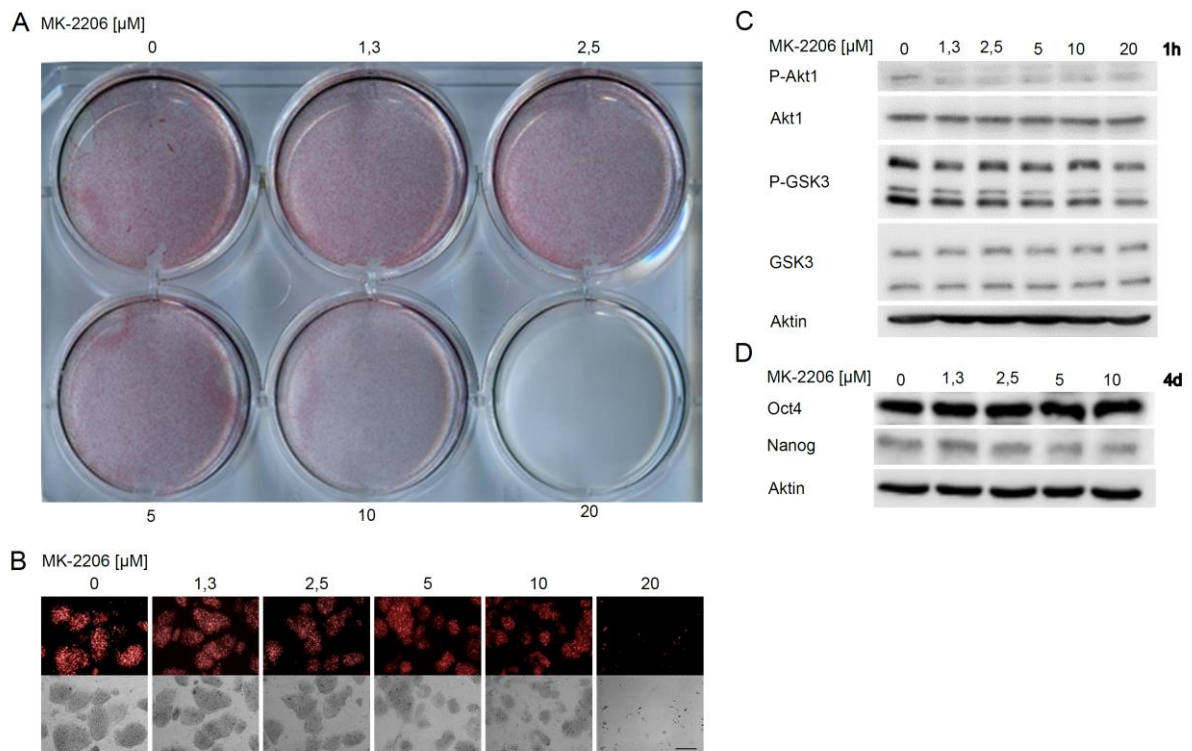 A
MK-2206 [µM]
0 1,3 2,5
5 10 20
B
MK-2206 [µM]
0 1,3 2,5 5 10 20
C
MK-2206 [µM] 0 1,3 2,5 5 10 20 1h
P-Akt1
Akt1
P-GSK3
GSK3
Aktin
D
MK-2206 [µM] 0 1,3 2,5 5 10 4d
Oct4
Nanog
Aktin